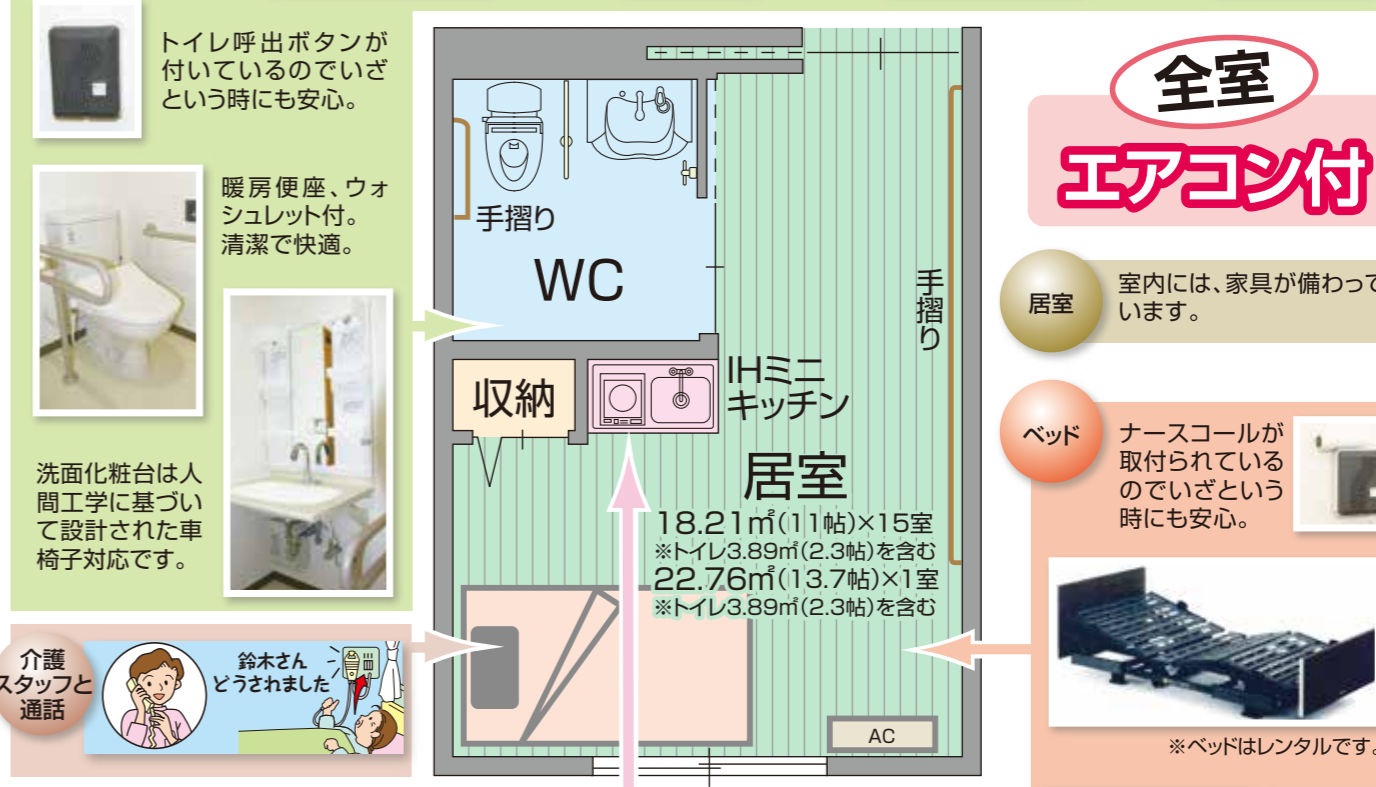 トイレ呼出ボタンが
付いているのでいざ
という時にも安心。
暖房便座、ウォ
シュレット付。
清潔で快適。
洗面化粧台は人
間工学に基づい
て設計された車
椅子対応です。
介護
スタッフと
通話
鈴木さん
どうされました
手摺り
WC
収納
IHミニ
キッチン
手摺り
居室
18.21㎡(11帖)×15室
※トイレ3.89㎡(2.3帖)を含む
22.76㎡(13.7帖)×1室
※トイレ3.89㎡(2.3帖)を含む
AC
全室
エアコン付
居室
室内には、家具が備わって
います。
ベッド
ナースコールが
取付られている
のでいざという
時にも安心。
※ベッドはレンタルです。